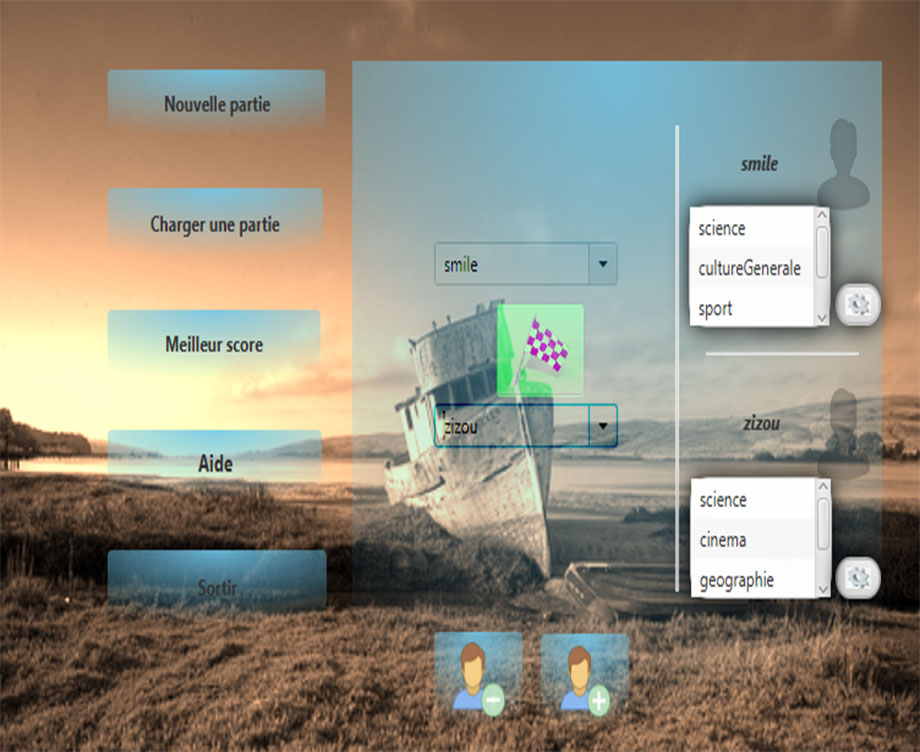 Nouvelle partie
Charger une partie
Meilleur score
Aide
Sortir
smile
zizou
smile
science
cultureGenerale
sport
zizou
science
cinema
geographie